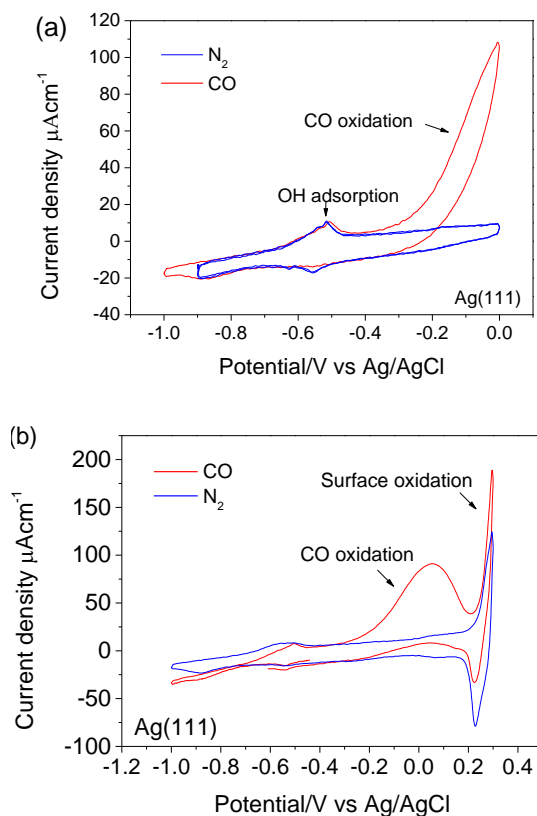 (a)
N₂
CO
CO oxidation
OH adsorption
Ag(111)
120
100
80
60
40
20
0
-20
-40
-1.0 -0.8 -0.6 -0.4 -0.2 0.0
Current density μAcm⁻¹
Potential/V vs Ag/AgCl
(b)
CO
N₂
Surface oxidation
CO oxidation
Ag(111)
200
150
100
50
0
-50
-100
-1.2 -1.0 -0.8 -0.6 -0.4 -0.2 0.0 0.2 0.4
Current density μAcm⁻¹
Potential/V vs Ag/AgCl